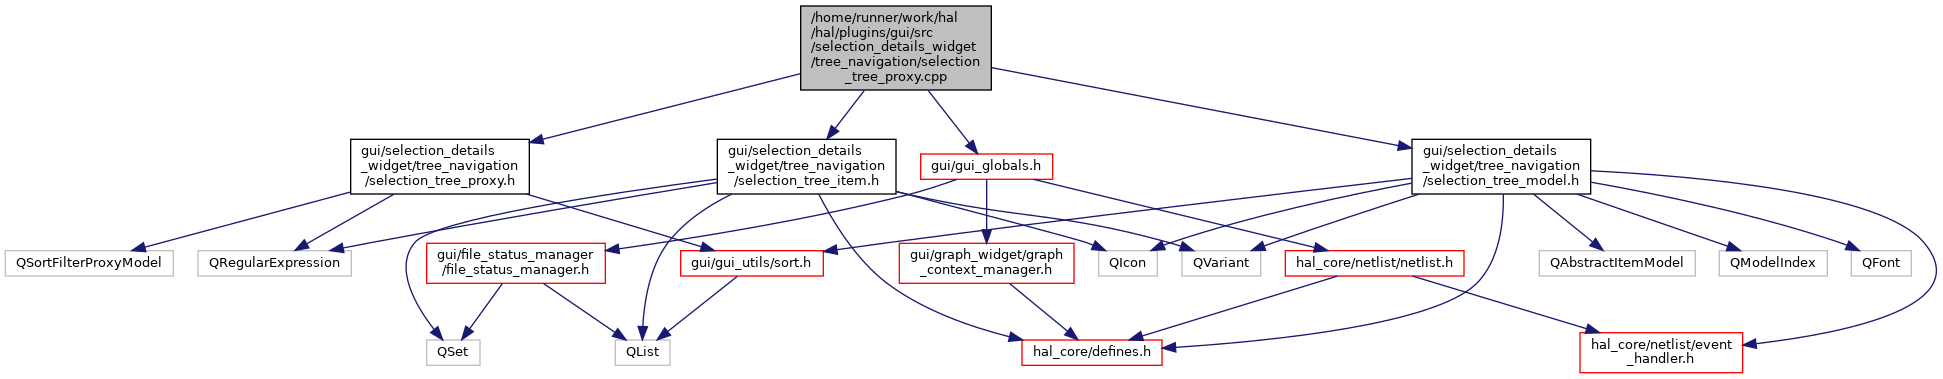 /home/runner/work/hal
/hal/plugins/gui/src
/selection_details_widget
/tree_navigation/selection
_tree_proxy.cpp
gui/selection_details
_widget/tree_navigation
/selection_tree_proxy.h
gui/selection_details
_widget/tree_navigation
/selection_tree_item.h
gui/gui_globals.h
gui/selection_details
_widget/tree_navigation
/selection_tree_model.h
QSortFilterProxyModel
QRegularExpression
gui/file_status_manager
/file_status_manager.h
gui/gui_utils/sort.h
gui/graph_widget/graph
_context_manager.h
QIcon
QVariant
hal_core/netlist/netlist.h
QAbstractItemModel
QModelIndex
QFont
QSet
QList
hal_core/defines.h
hal_core/netlist/event
_handler.h